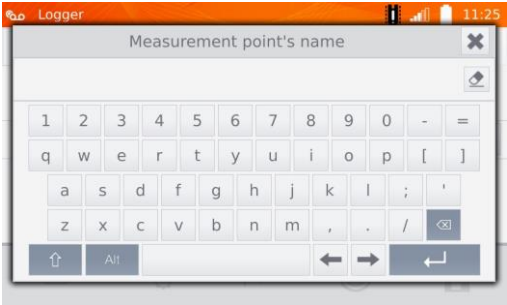 Logger 11:25
Measurement point's name
1 2 3 4 5 6 7 8 9 0 - =
q w e r t y u i o p [ ]
a s d f g h j k l ; '
z x c v b n m , . /
Alt